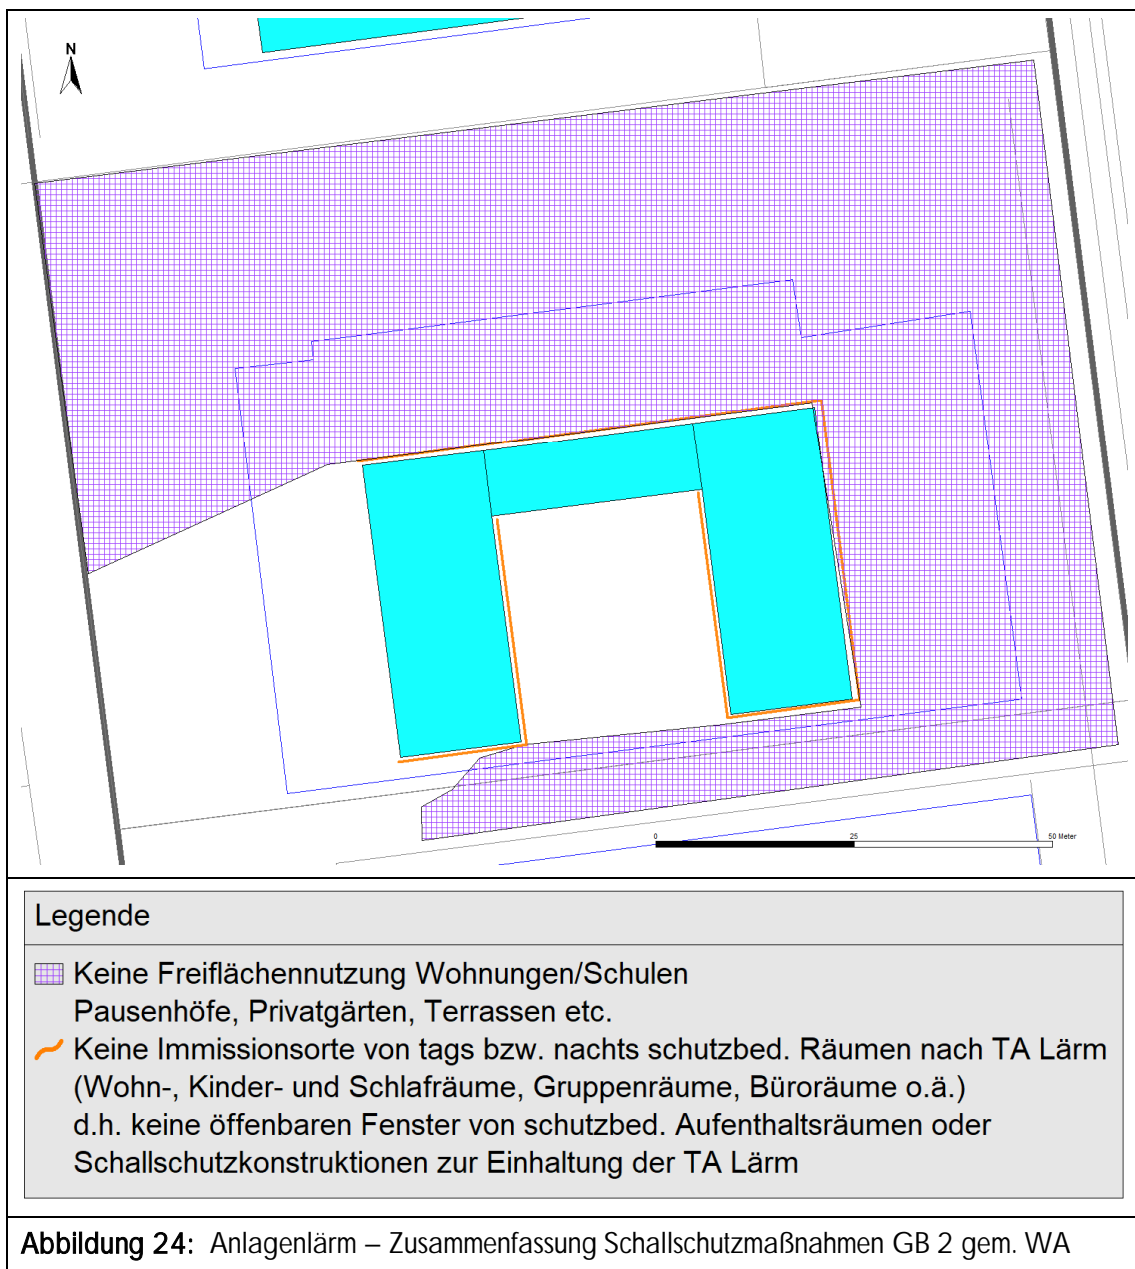 N
0 25 50 Meter
Legende
Keine Freiflächennutzung Wohnungen/Schulen
Pausenhöfe, Privatgärten, Terrassen etc.
Keine Immissionsorte von tags bzw. nachts schutzbed. Räumen nach TA Lärm
(Wohn-, Kinder- und Schlafräume, Gruppenräume, Büroräume o.ä.)
d.h. keine öffenbaren Fenster von schutzbed. Aufenthaltsräumen oder
Schallschutzkonstruktionen zur Einhaltung der TA Lärm
Abbildung 24: Anlagenlärm – Zusammenfassung Schallschutzmaßnahmen GB 2 gem. WA